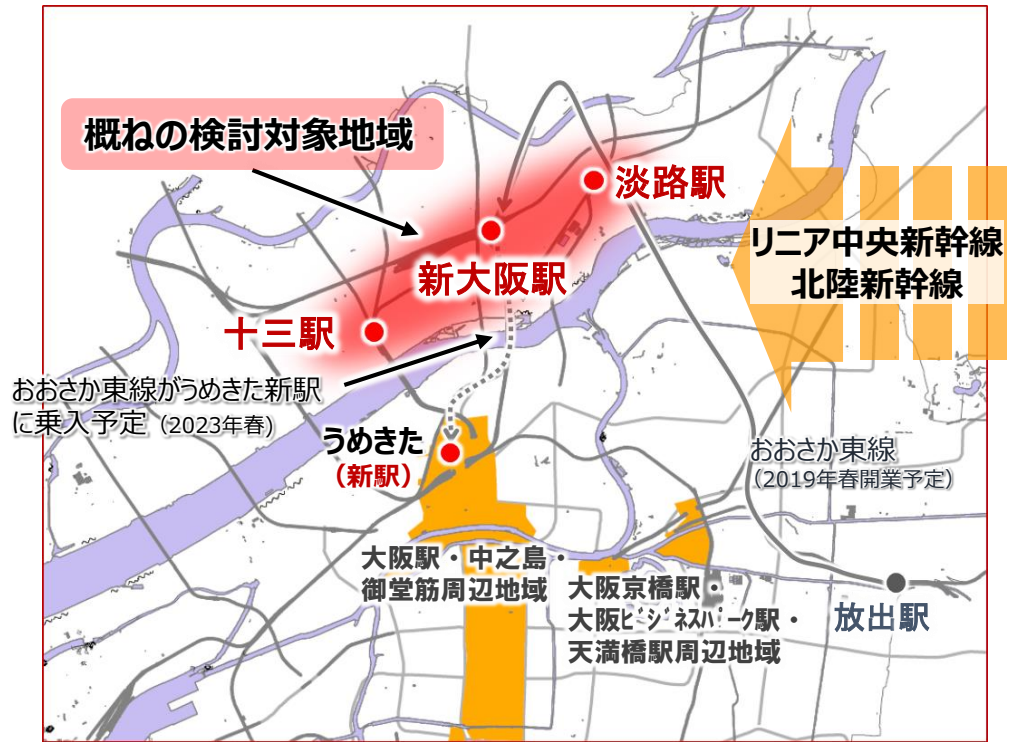 概ねの検討対象地域
淡路駅
リニア中央新幹線
北陸新幹線
新大阪駅
十三駅
おおさか東線がうめきた新駅
に乗入予定（2023年春）
うめきた
（新駅）
おおさか東線
（2019年春開業予定）
大阪駅・中之島・
御堂筋周辺地域
大阪京橋駅・
大阪ﾋﾞｼﾞﾈｽﾊﾟｰｸ駅・
天満橋駅周辺地域
放出駅